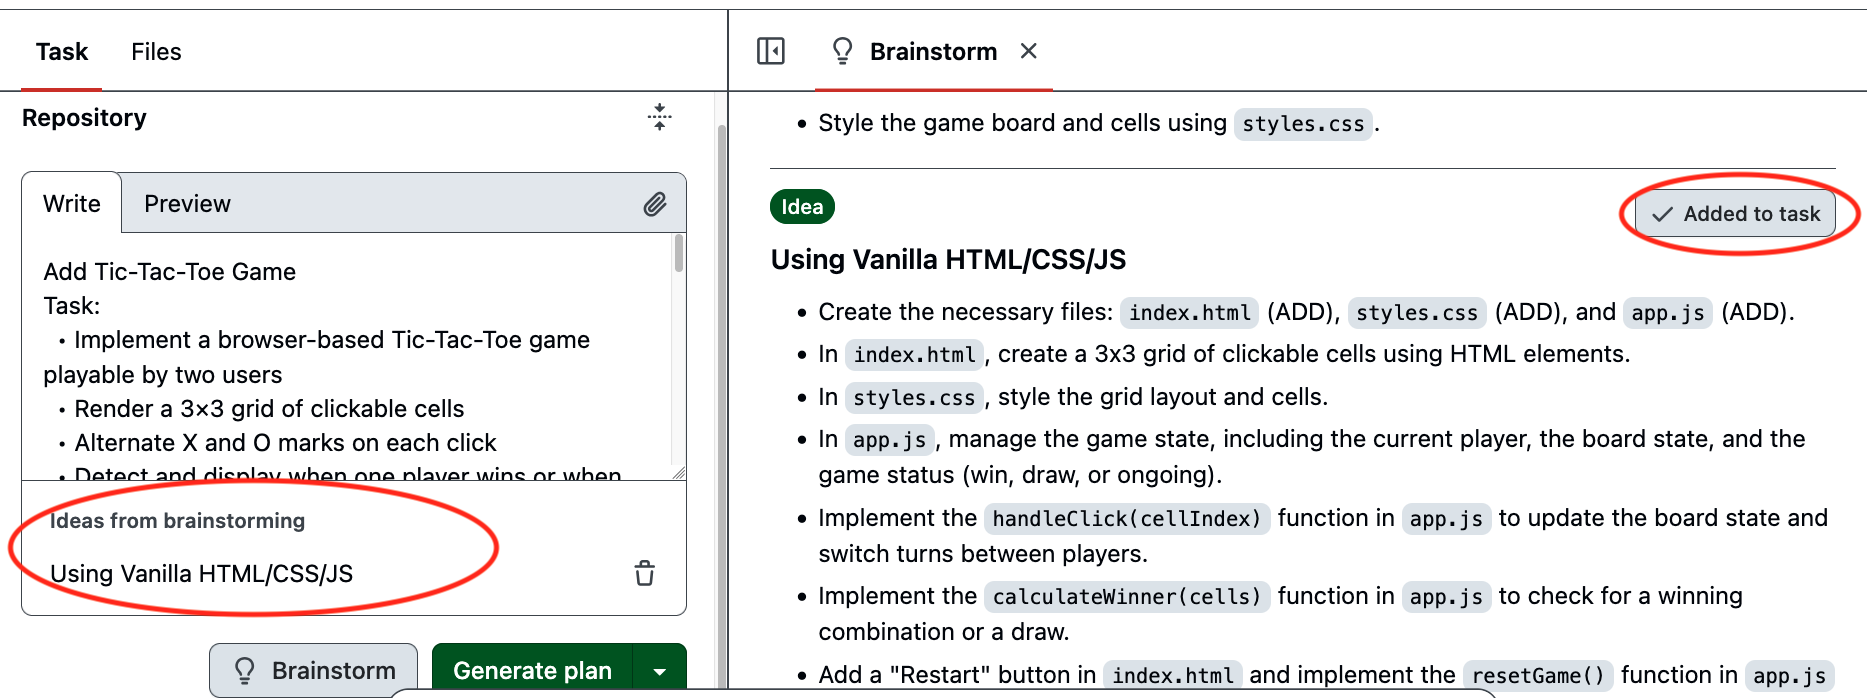 Task Files
Repository
Write Preview
Add Tic-Tac-Toe Game
Task:
• Implement a browser-based Tic-Tac-Toe game
playable by two users
• Render a 3×3 grid of clickable cells
• Alternate X and O marks on each click
• Detect and display when one player wins or when
Ideas from brainstorming
Using Vanilla HTML/CSS/JS
Brainstorm Generate plan
Brainstorm
• Style the game board and cells using styles.css.
Idea
Added to task
Using Vanilla HTML/CSS/JS
• Create the necessary files: index.html (ADD), styles.css (ADD), and app.js (ADD).
• In index.html, create a 3x3 grid of clickable cells using HTML elements.
• In styles.css, style the grid layout and cells.
• In app.js, manage the game state, including the current player, the board state, and the
game status (win, draw, or ongoing).
• Implement the handleClick(cellIndex) function in app.js to update the board state and
switch turns between players.
• Implement the calculateWinner(cells) function in app.js to check for a winning
combination or a draw.
• Add a "Restart" button in index.html and implement the resetGame() function in app.js